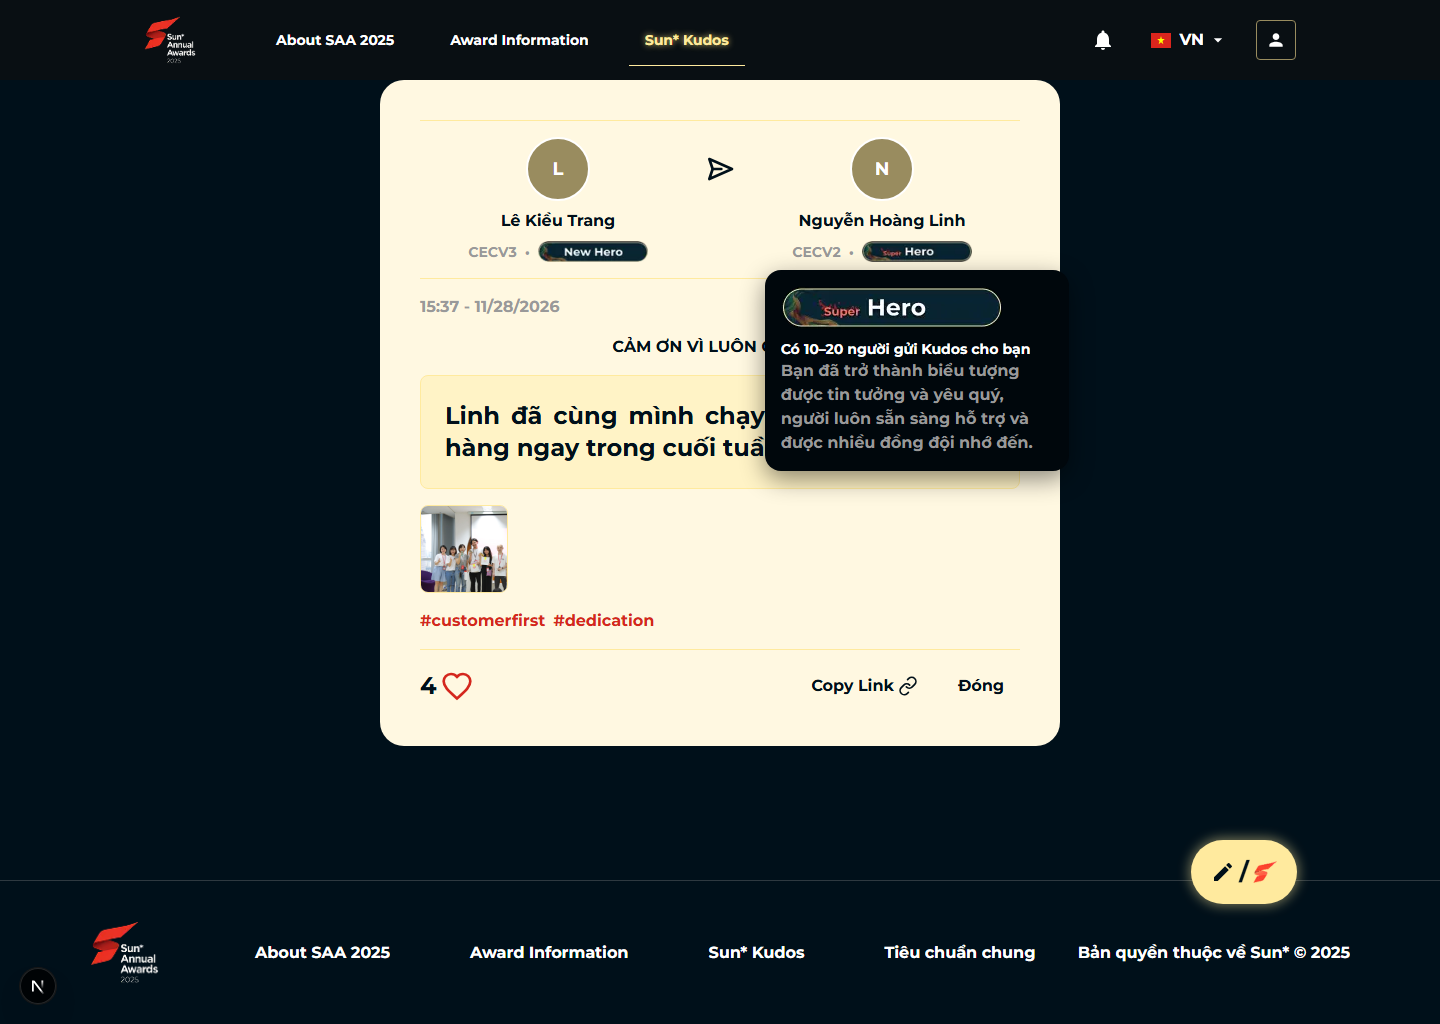 Sun* Annual Awards 2025
About SAA 2025
Award Information
Sun* Kudos
VN
L
N
Lê Kiều Trang
Nguyễn Hoàng Linh
CECV3 • New Hero
CECV2 • Super Hero
15:37 - 11/28/2026
Super Hero
CẢM ƠN VÌ LUÔN
Có 10–20 người gửi Kudos cho bạn
Bạn đã trở thành biểu tượng
được tin tưởng và yêu quý,
người luôn sẵn sàng hỗ trợ và
được nhiều đồng đội nhớ đến.
Linh đã cùng mình chạy
hàng ngay trong cuối tuần
#customerfirst #dedication
4
Copy Link
Đóng
/
Sun* Annual Awards 2025
About SAA 2025
Award Information
Sun* Kudos
Tiêu chuẩn chung
Bản quyền thuộc về Sun* © 2025
N